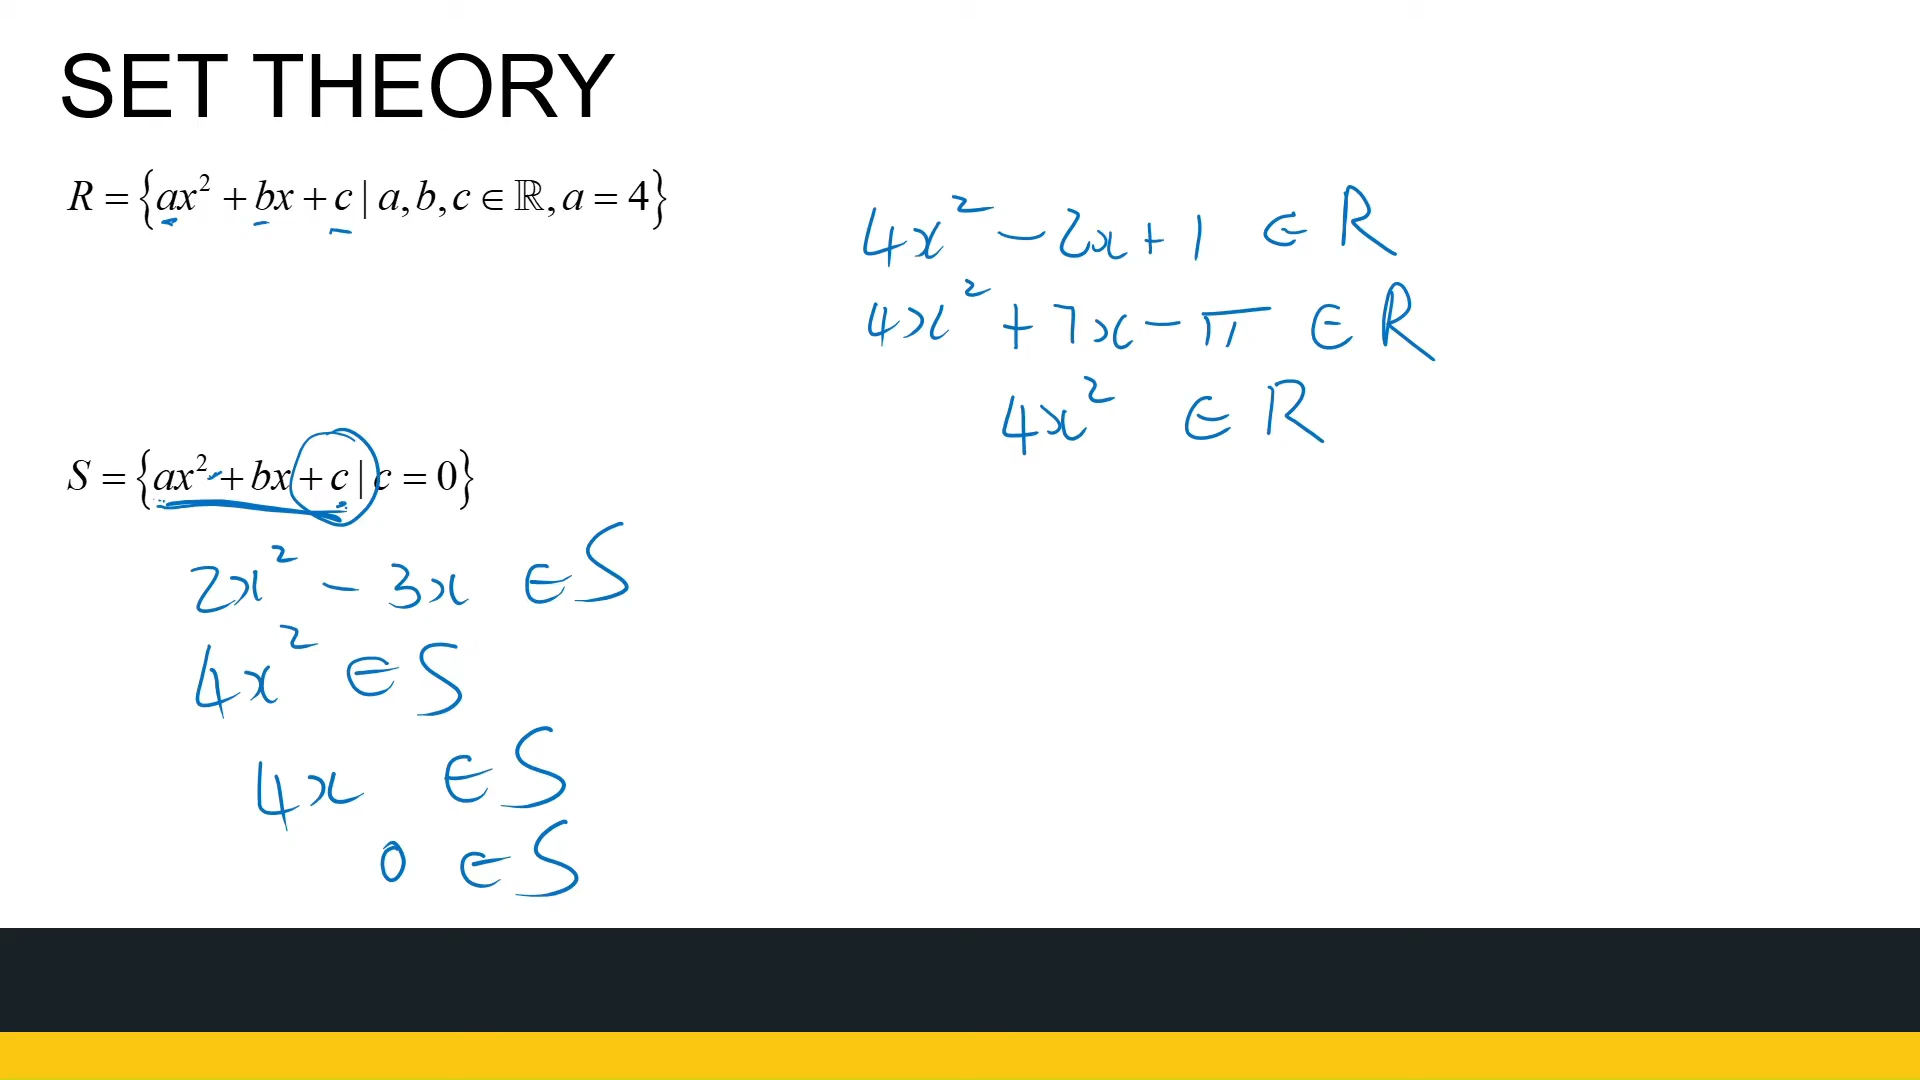 SET THEORY
R = {ax² + bx + c | a, b, c ∈ ℝ, a = 4}
4x² − 2x + 1 ∈ R
4x² + 7x − π ∈ R
4x² ∈ R
S = {ax² + bx + c | c = 0}
2x² − 3x ∈ S
4x² ∈ S
4x ∈ S
0 ∈ S